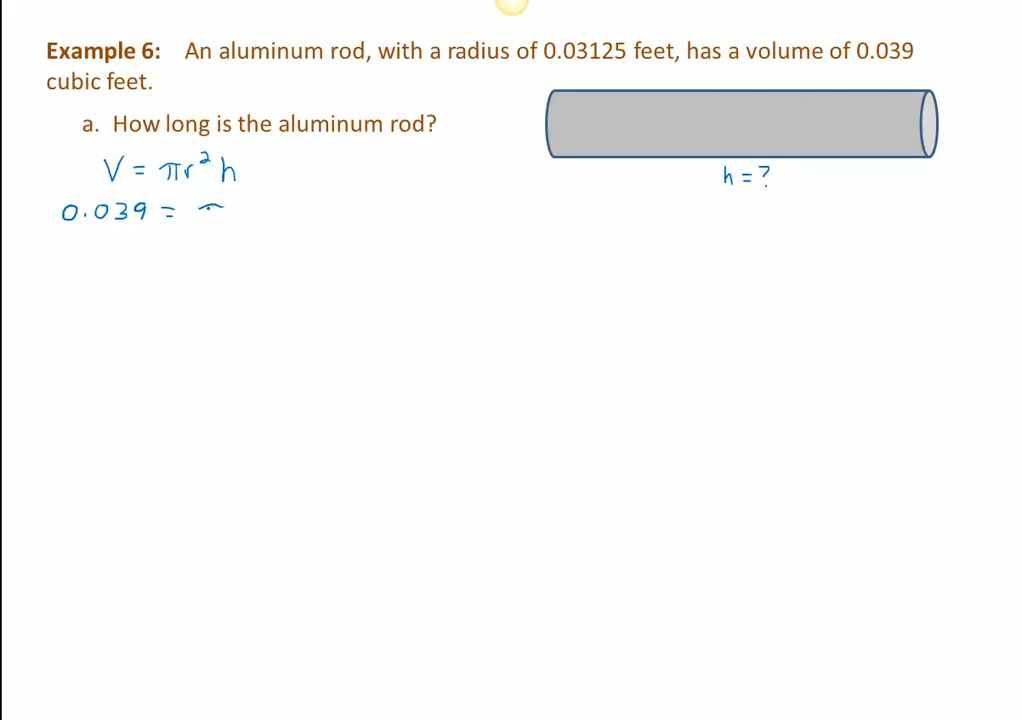 Example 6: An aluminum rod, with a radius of 0.03125 feet, has a volume of 0.039
cubic feet.
a. How long is the aluminum rod?
V = πr² h
h = ?
0.039 =